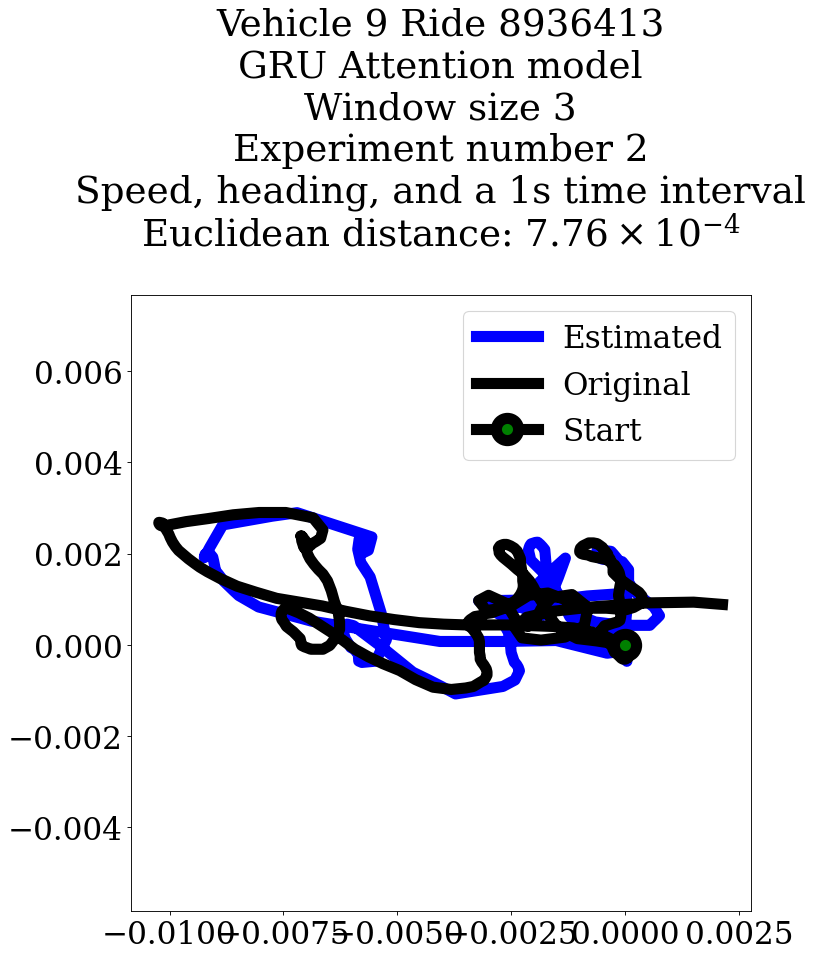 Vehicle 9 Ride 8936413
GRU Attention model
Window size 3
Experiment number 2
Speed, heading, and a 1s time interval
Euclidean distance: 7.76 × 10⁻⁴
Estimated
Original
Start
0.006
0.004
0.002
0.000
−0.002
−0.004
−0.0100 −0.0075 −0.0050 −0.0025 0.0000 0.0025